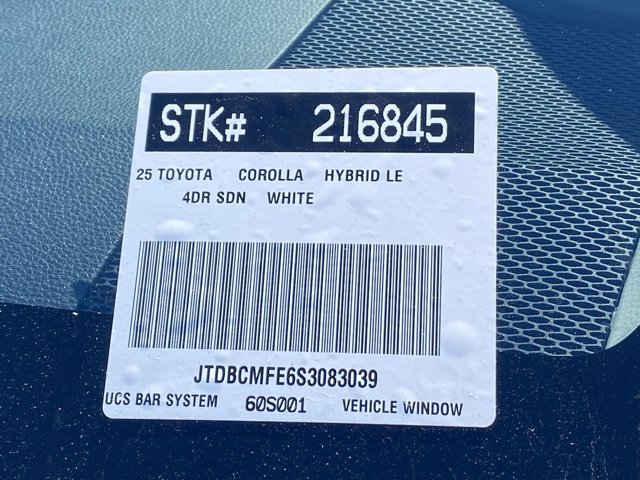 STK# 216845
25 TOYOTA COROLLA HYBRID LE
4DR SDN WHITE
JTDBCMFE6S3083039
UCS BAR SYSTEM 60S001 VEHICLE WINDOW